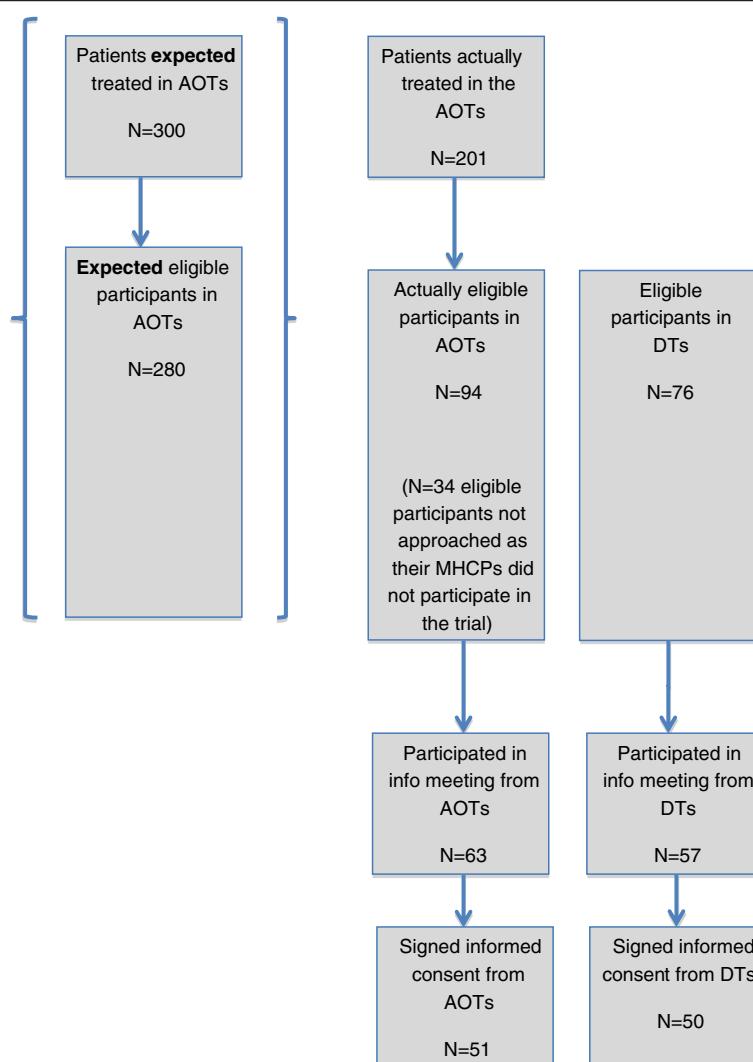 Patients expected
treated in AOTs
N=300
Expected eligible
participants in
AOTs
N=280
Patients actually
treated in the
AOTs
N=201
Actually eligible
participants in
AOTs
N=94
(N=34 eligible
participants not
approached as
their MHCPs did
not participate in
the trial)
Eligible
participants in
DTs
N=76
Participated in
info meeting from
AOTs
N=63
Participated in
info meeting from
DTs
N=57
Signed informed
consent from
AOTs
N=51
Signed informed
consent from DTs
N=50